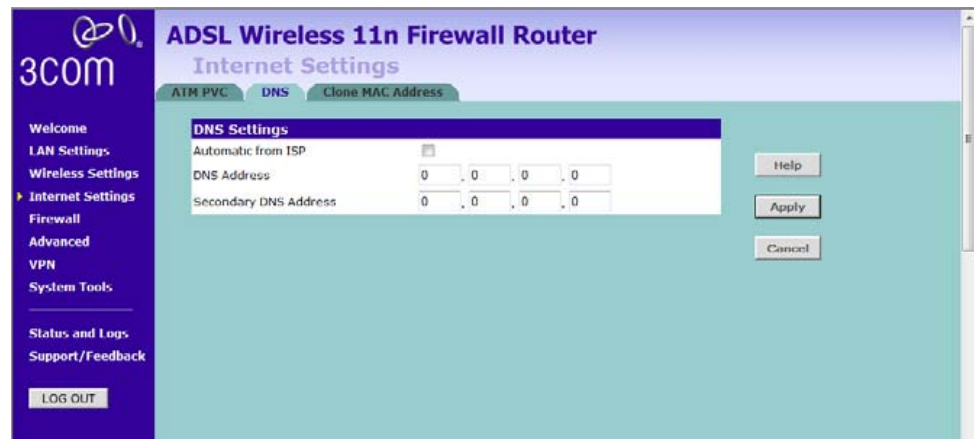 3COM
ADSL Wireless 11n Firewall Router
Internet Settings
ATM PVC
DNS
Clone MAC Address
Welcome
LAN Settings
Wireless Settings
Internet Settings
Firewall
Advanced
VPN
System Tools
Status and Logs
Support/Feedback
LOG OUT
DNS Settings
Automatic from ISP
DNS Address 0 . 0 . 0 . 0
Secondary DNS Address 0 . 0 . 0 . 0
Help
Apply
Cancel